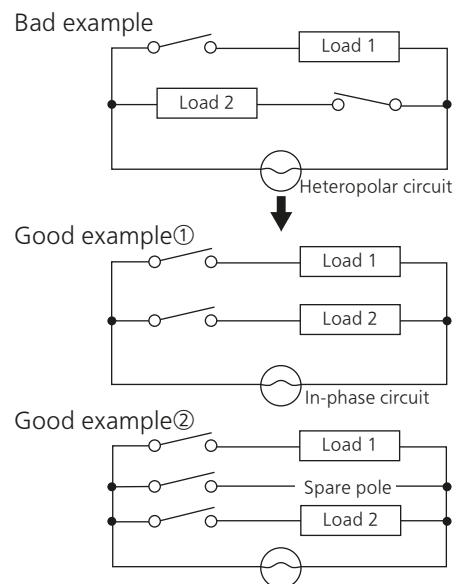 Bad example
Load 1
Load 2
Heteropolar circuit
Good example①
Load 1
Load 2
In-phase circuit
Good example②
Load 1
Spare pole
Load 2